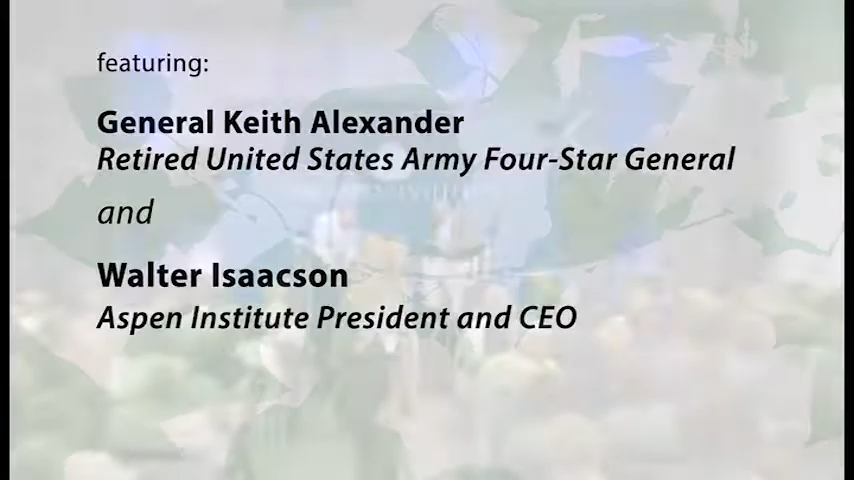 featuring:
General Keith Alexander
Retired United States Army Four-Star General
and
Walter Isaacson
Aspen Institute President and CEO